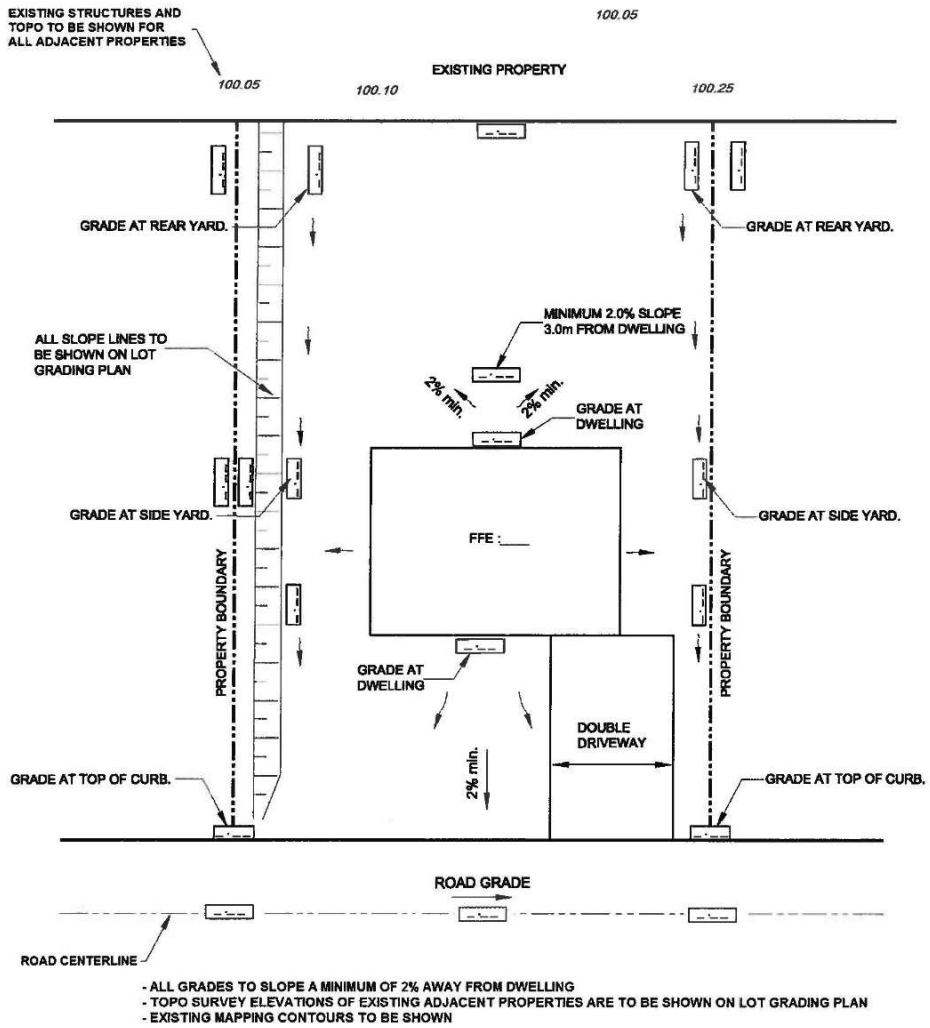 EXISTING STRUCTURES AND
TOPO TO BE SHOWN FOR
ALL ADJACENT PROPERTIES
100.05
EXISTING PROPERTY
100.05
100.10
100.25
GRADE AT REAR YARD.
GRADE AT REAR YARD.
MINIMUM 2.0% SLOPE
3.0m FROM DWELLING
ALL SLOPE LINES TO
BE SHOWN ON LOT
GRADING PLAN
2% min.
2% min.
GRADE AT
DWELLING
GRADE AT SIDE YARD.
GRADE AT SIDE YARD.
FFE :____
PROPERTY BOUNDARY
PROPERTY BOUNDARY
GRADE AT
DWELLING
DOUBLE
DRIVEWAY
2% min.
GRADE AT TOP OF CURB.
GRADE AT TOP OF CURB.
ROAD GRADE
ROAD CENTERLINE
- ALL GRADES TO SLOPE A MINIMUM OF 2% AWAY FROM DWELLING
- TOPO SURVEY ELEVATIONS OF EXISTING ADJACENT PROPERTIES ARE TO BE SHOWN ON LOT GRADING PLAN
- EXISTING MAPPING CONTOURS TO BE SHOWN